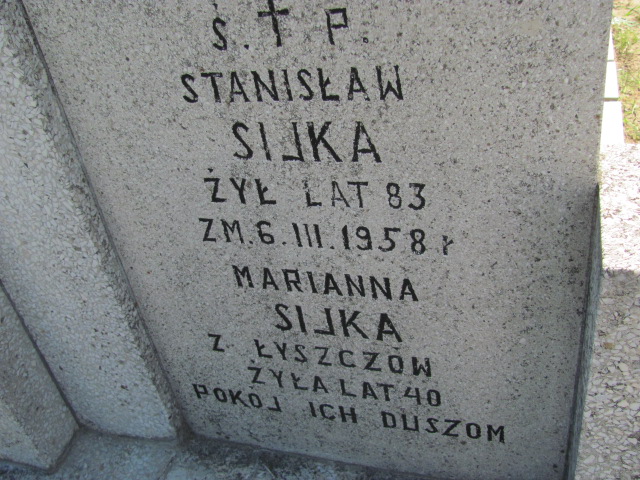 Ś. † P.
STANISŁAW
SIJKA
ŻYŁ LAT 83
ZM. 6. III. 1958 r
MARIANNA
SIJKA
Z ŁYSZCZÓW
ŻYŁA LAT 40
POKÓJ ICH DUSZOM